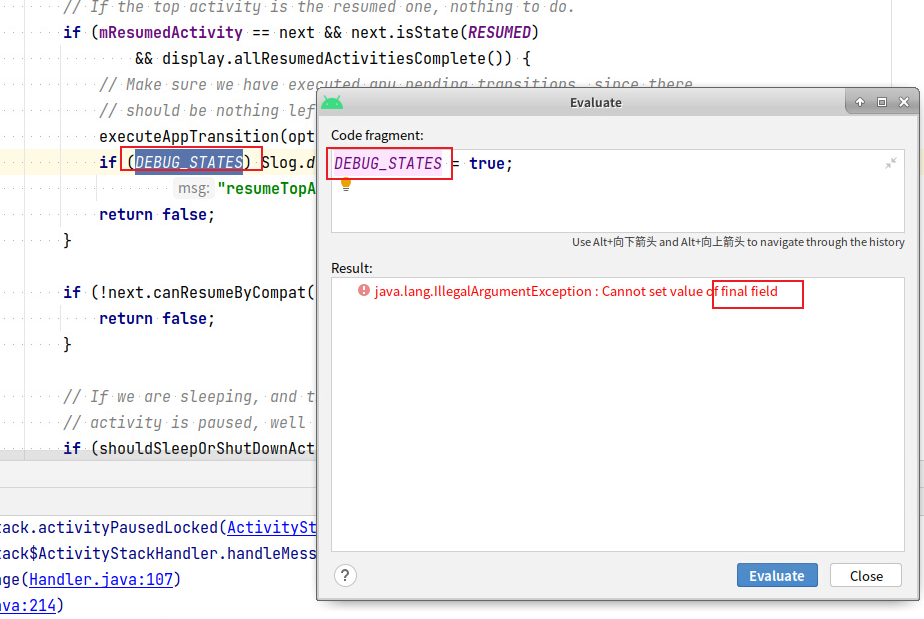 // If the top activity is the resumed one, nothing to do.
if (mResumedActivity == next && next.isState(RESUMED)
&& display.allResumedActivitiesComplete()) {
// Make sure we have executed any pending transitions, since there
// should be nothing lef
executeAppTransition(opt
if (DEBUG_STATES) Slog.d
msg: "resumeTopA
return false;
}
if (!next.canResumeByCompat(
return false;
}
// If we are sleeping, and t
// activity is paused, well
if (shouldSleepOrShutDownAct
tack.activityPausedLocked(ActivitySt
tack$ActivityStackHandler.handleMess
ge(Handler.java:107)
va:214)
Evaluate
Code fragment:
DEBUG_STATES = true;
Use Alt+向下箭头 and Alt+向上箭头 to navigate through the history
Result:
java.lang.IllegalArgumentException : Cannot set value of final field
?
Evaluate
Close